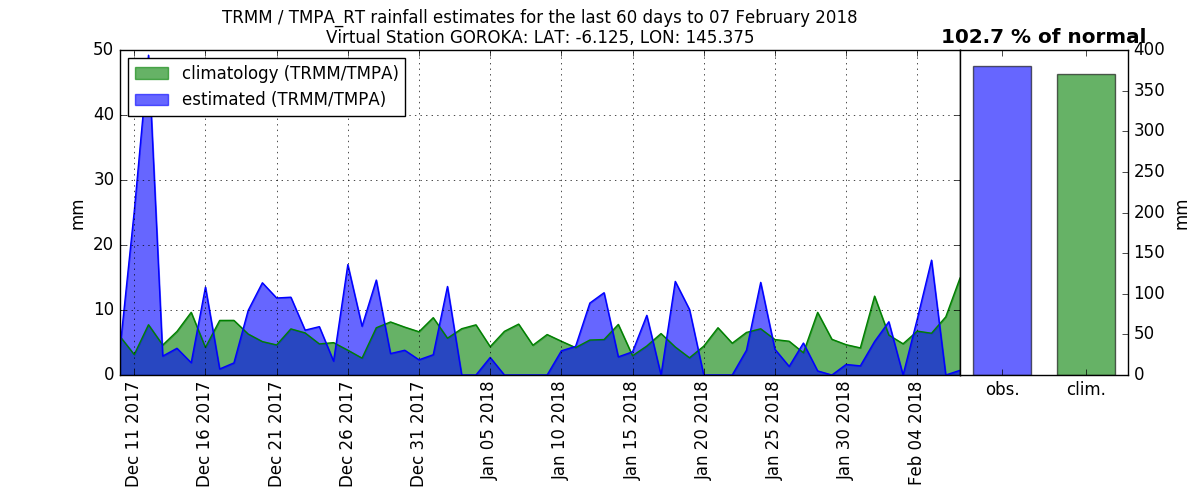 TRMM / TMPA_RT rainfall estimates for the last 60 days to 07 February 2018
Virtual Station GOROKA: LAT: -6.125, LON: 145.375
102.7 % of normal
climatology (TRMM/TMPA)
estimated (TRMM/TMPA)
50
40
30
20
10
0
mm
Dec 11 2017
Dec 16 2017
Dec 21 2017
Dec 26 2017
Dec 31 2017
Jan 05 2018
Jan 10 2018
Jan 15 2018
Jan 20 2018
Jan 25 2018
Jan 30 2018
Feb 04 2018
400
350
300
250
200
150
100
50
0
mm
obs.
clim.